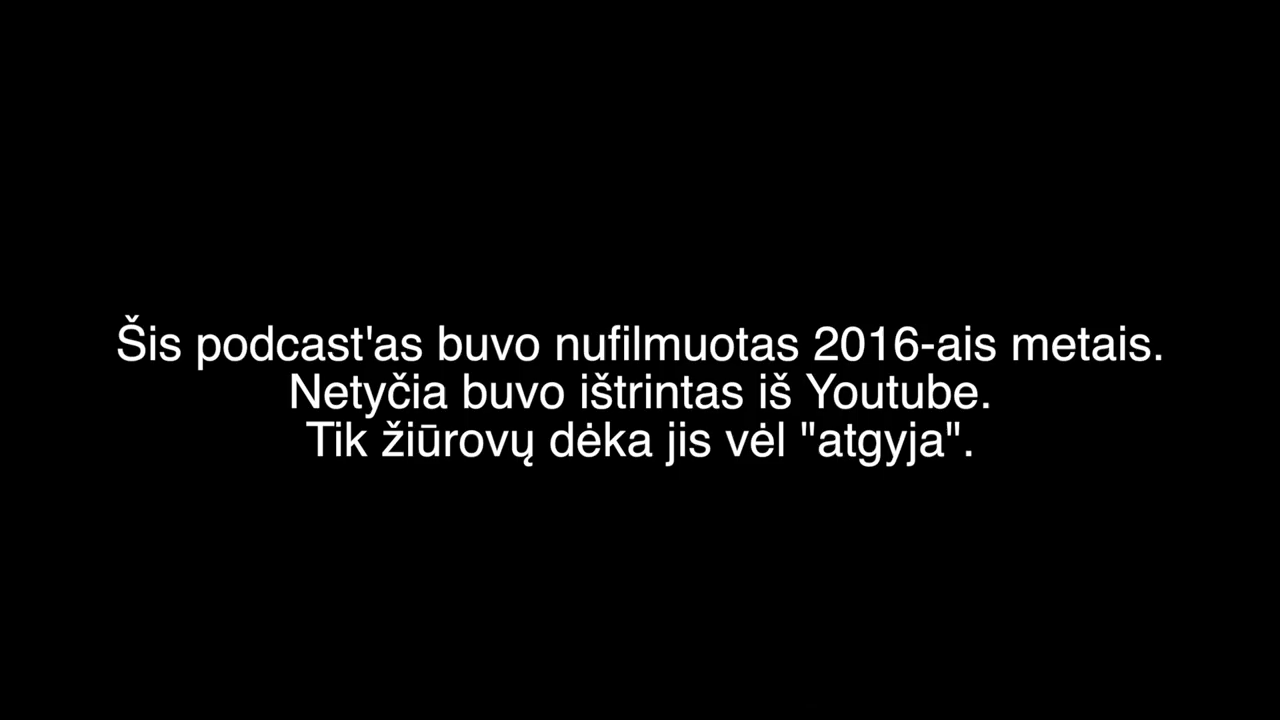 Šis podcast'as buvo nufilmuotas 2016-ais metais.
Netyčia buvo ištrintas iš Youtube.
Tik žiūrovų dėka jis vėl "atgyja".